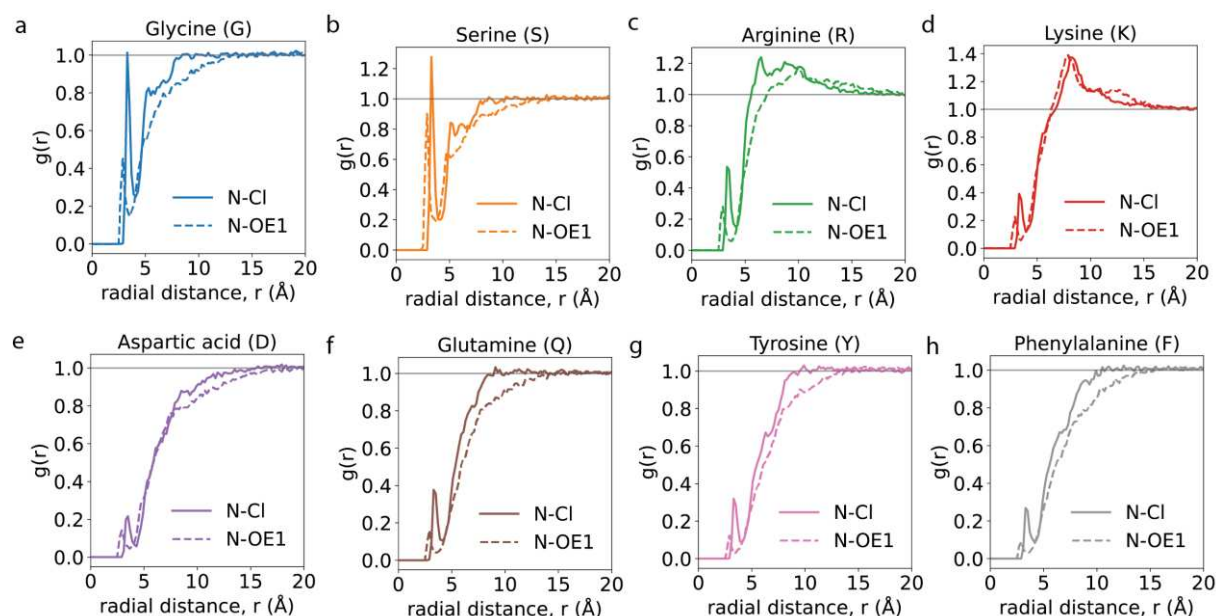 a
Glycine (G)
1.0
0.8
0.6
0.4
0.2
0.0
g(r)
N-Cl
N-OE1
0 5 10 15 20
radial distance, r (Å)
b
Serine (S)
1.2
1.0
0.8
0.6
0.4
0.2
0.0
g(r)
N-Cl
N-OE1
0 5 10 15 20
radial distance, r (Å)
c
Arginine (R)
1.2
1.0
0.8
0.6
0.4
0.2
0.0
g(r)
N-Cl
N-OE1
0 5 10 15 20
radial distance, r (Å)
d
Lysine (K)
1.4
1.2
1.0
0.8
0.6
0.4
0.2
0.0
g(r)
N-Cl
N-OE1
0 5 10 15 20
radial distance, r (Å)
e
Aspartic acid (D)
1.0
0.8
0.6
0.4
0.2
0.0
g(r)
N-Cl
N-OE1
0 5 10 15 20
radial distance, r (Å)
f
Glutamine (Q)
1.0
0.8
0.6
0.4
0.2
0.0
g(r)
N-Cl
N-OE1
0 5 10 15 20
radial distance, r (Å)
g
Tyrosine (Y)
1.0
0.8
0.6
0.4
0.2
0.0
g(r)
N-Cl
N-OE1
0 5 10 15 20
radial distance, r (Å)
h
Phenylalanine (F)
1.0
0.8
0.6
0.4
0.2
0.0
g(r)
N-Cl
N-OE1
0 5 10 15 20
radial distance, r (Å)